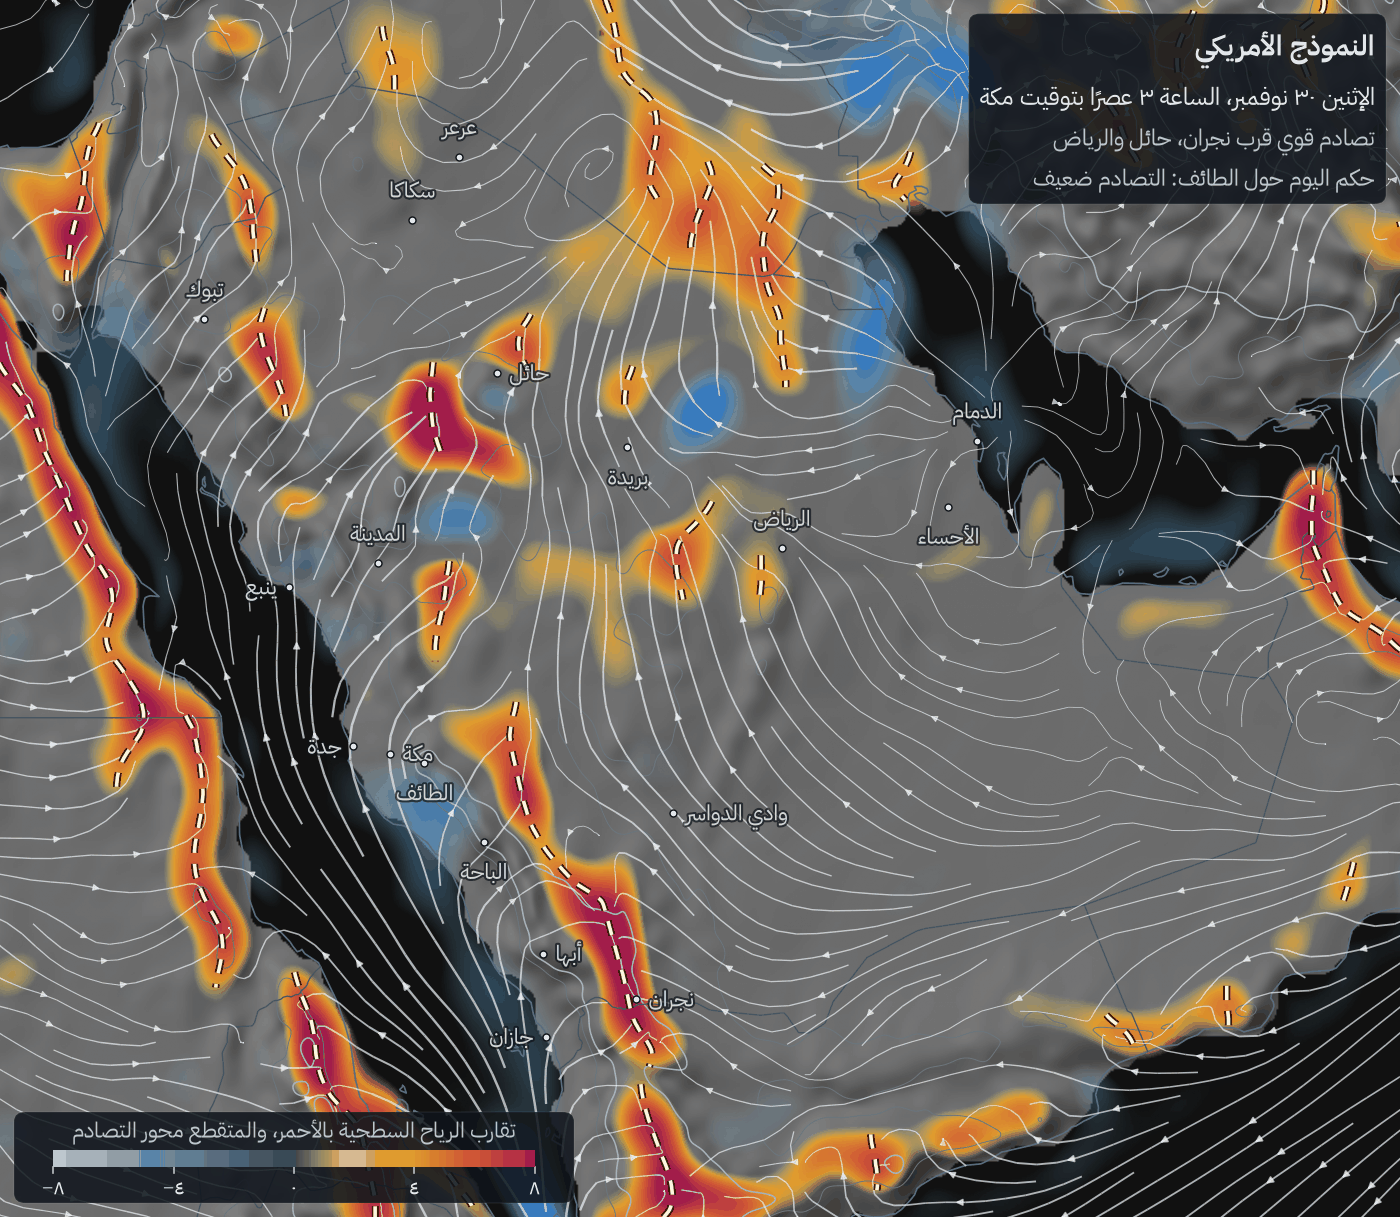 النموذج الأمريكي
الإثنين ٣٠ نوفمبر، الساعة ٣ عصرًا بتوقيت مكة
تصادم قوي قرب نجران، حائل والرياض
حكم اليوم حول الطائف: التصادم ضعيف
عرعر
سكاكا
تبوك
حائل
الدمام
بريدة
الرياض
المدينة
الأحساء
ينبع
جدة
مكة
الطائف
وادي الدواسر
الباحة
أبها
نجران
جازان
تقارب الرياح السطحية بالأحمر، والمتقطع محور التصادم
−٨ −٤ ٠ ٤ ٨